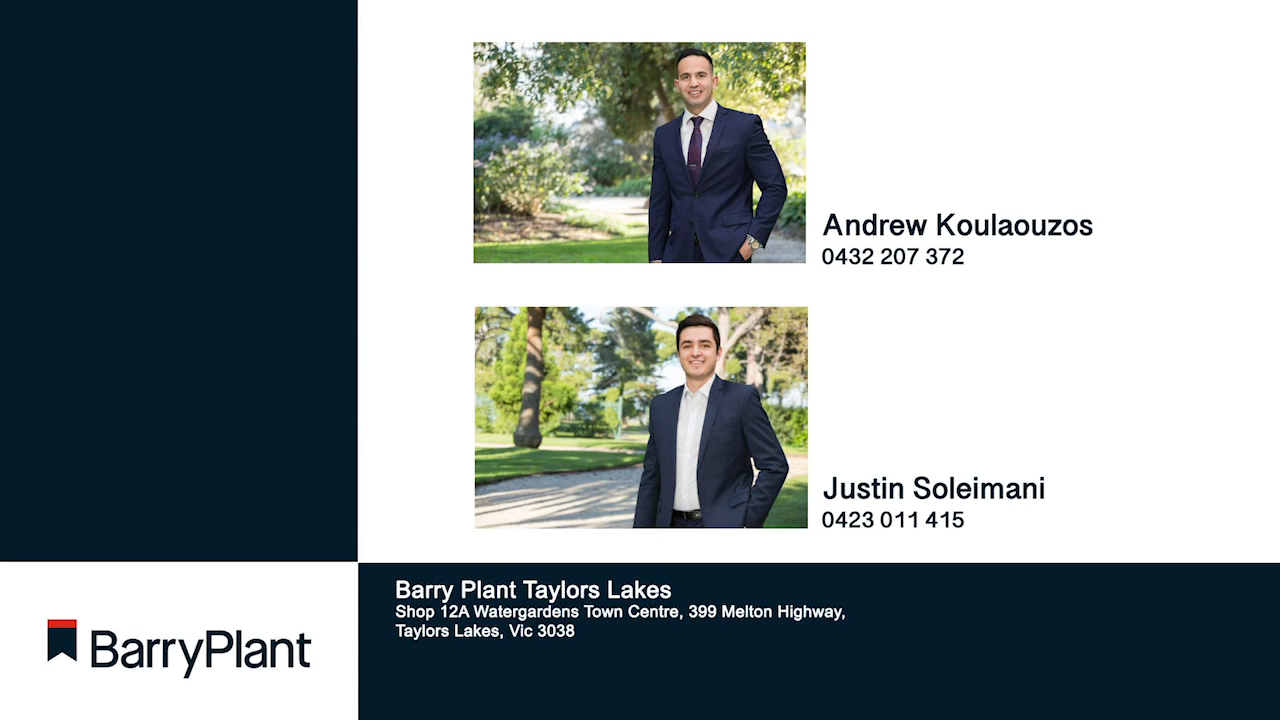 Andrew Koulaouzos
0432 207 372
Justin Soleimani
0423 011 415
BarryPlant
Barry Plant Taylors Lakes
Shop 12A Watergardens Town Centre, 399 Melton Highway,
Taylors Lakes, Vic 3038